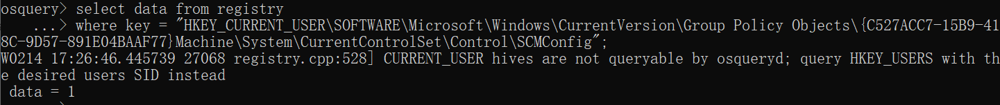 osquery> select data from registry
   ...> where key = "HKEY_CURRENT_USER\SOFTWARE\Microsoft\Windows\CurrentVersion\Group Policy Objects\{C527ACC7-15B9-41
8C-9D57-891E04BAAF77}Machine\System\CurrentControlSet\Control\SCMConfig";
W0214 17:26:46.445739 27068 registry.cpp:528] CURRENT_USER hives are not queryable by osqueryd; query HKEY_USERS with th
e desired users SID instead
 data = 1